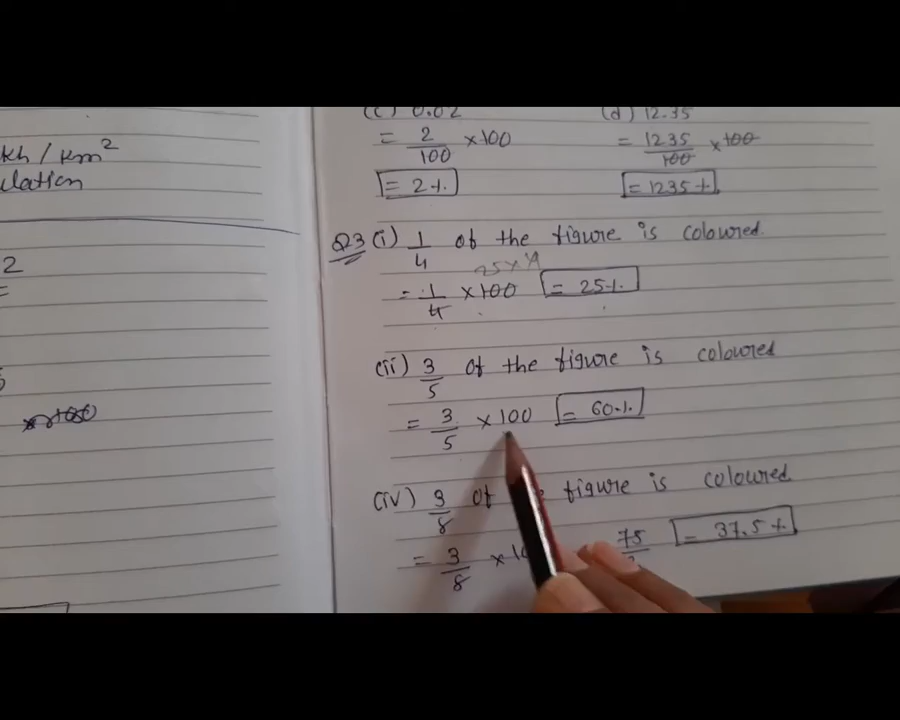 kh / km²
ulation
2
=
(c) 0.02 (d) 12.35
= 2/100 ×100 = 1235/100 ×100
= 2% = 1235%
Q3 (i) 1/4 of the figure is coloured.
25×4
= 1/4 ×100 = 25%
(ii) 3/5 of the figure is coloured
= 3/5 ×100 = 60%
(iv) 3/8 of figure is coloured
= 3/8 ×1 75 = 37.5%